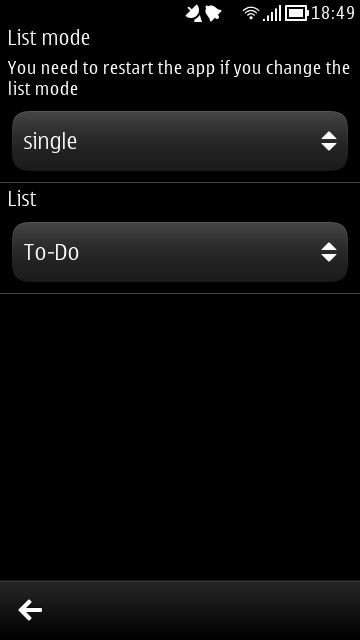 18:49
List mode
You need to restart the app if you change the
list mode
single
List
To-Do